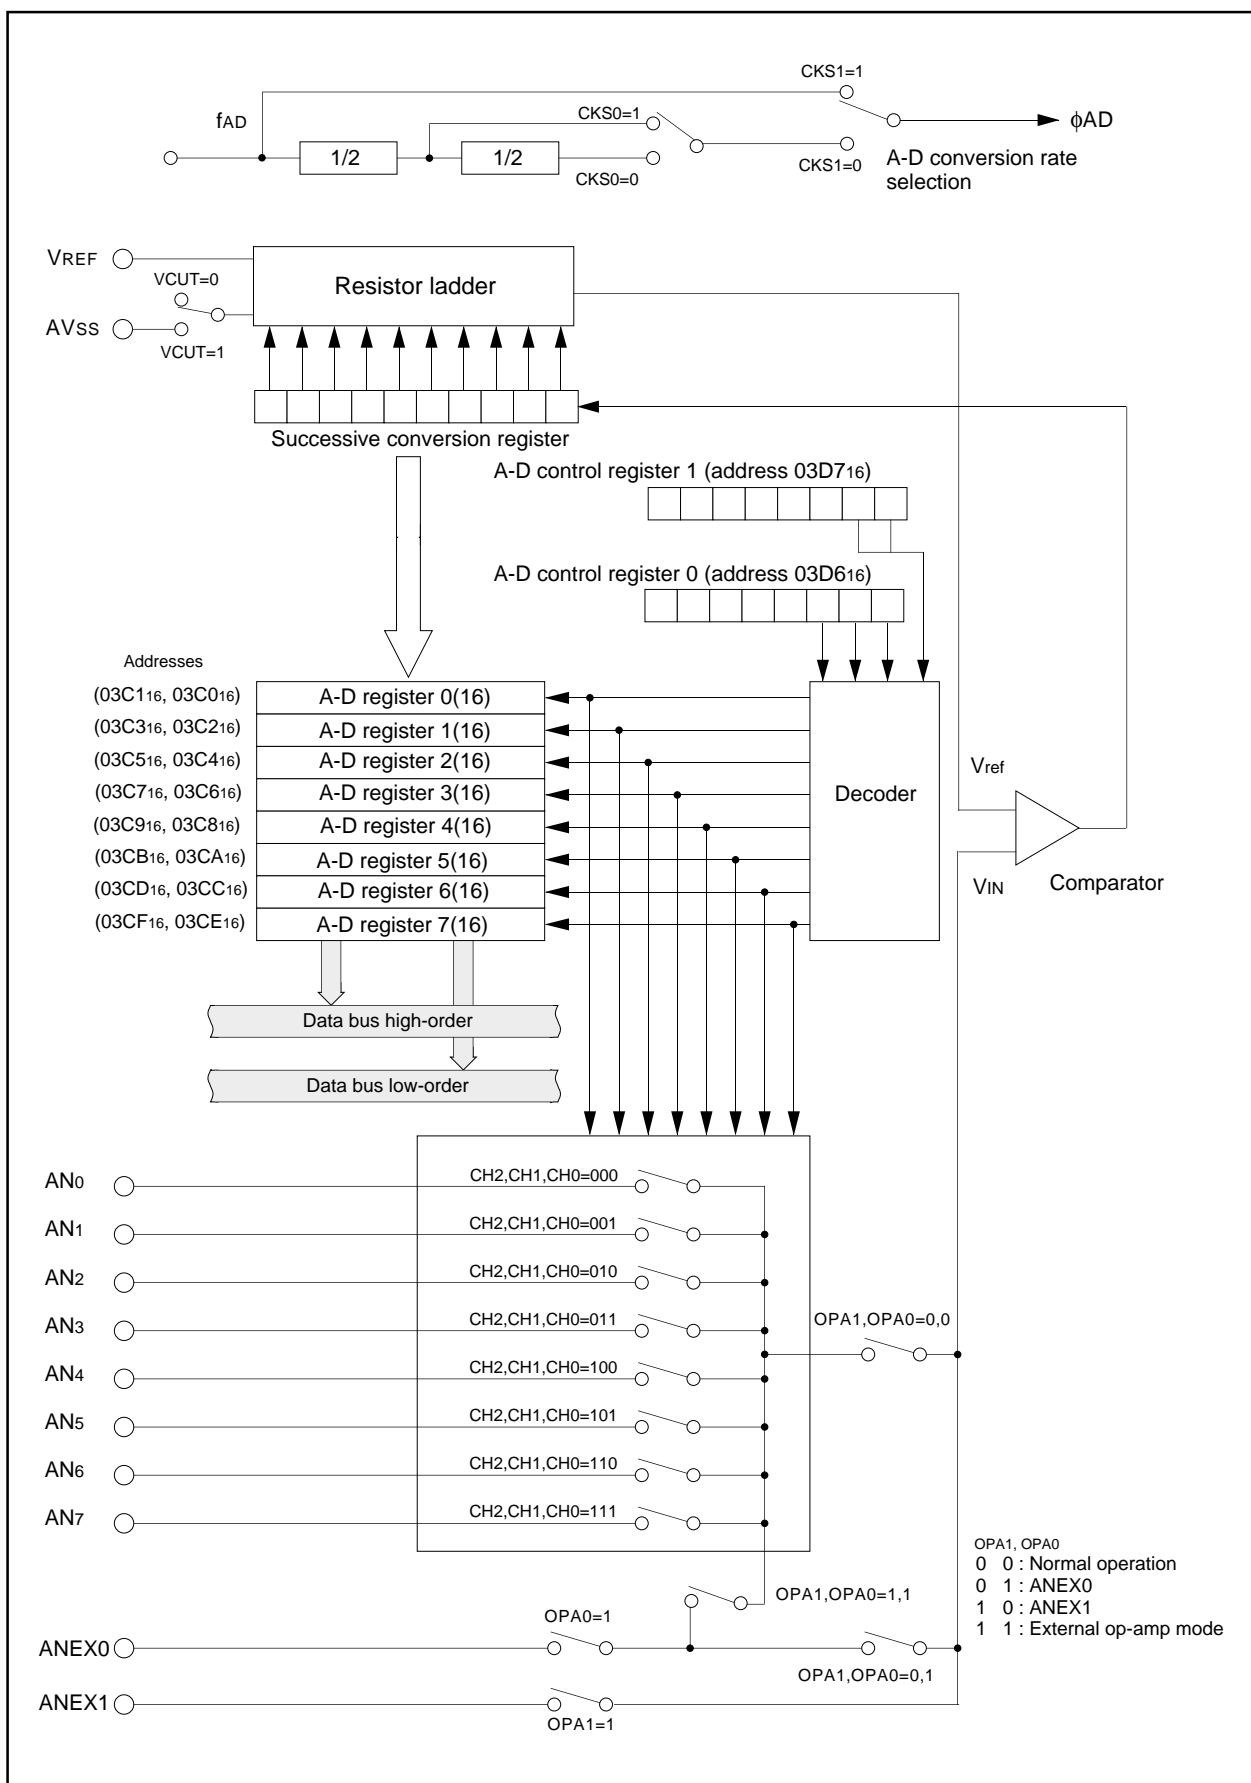 CKS1=1
CKS0=1
fAD
ϕAD
1/2
1/2
CKS0=0
CKS1=0
A-D conversion rate
selection
VREF
VCUT=0
Resistor ladder
AVSS
VCUT=1
Successive conversion register
A-D control register 1 (address 03D716)
A-D control register 0 (address 03D616)
Addresses
(03C116, 03C016)
A-D register 0(16)
(03C316, 03C216)
A-D register 1(16)
(03C516, 03C416)
A-D register 2(16)
(03C716, 03C616)
A-D register 3(16)
(03C916, 03C816)
A-D register 4(16)
(03CB16, 03CA16)
A-D register 5(16)
(03CD16, 03CC16)
A-D register 6(16)
(03CF16, 03CE16)
A-D register 7(16)
Decoder
Vref
VIN
Comparator
Data bus high-order
Data bus low-order
AN0
CH2,CH1,CH0=000
AN1
CH2,CH1,CH0=001
AN2
CH2,CH1,CH0=010
AN3
CH2,CH1,CH0=011
OPA1,OPA0=0,0
AN4
CH2,CH1,CH0=100
AN5
CH2,CH1,CH0=101
AN6
CH2,CH1,CH0=110
AN7
CH2,CH1,CH0=111
OPA1, OPA0
0 0 : Normal operation
0 1 : ANEX0
1 0 : ANEX1
1 1 : External op-amp mode
OPA1,OPA0=1,1
OPA0=1
ANEX0
OPA1,OPA0=0,1
ANEX1
OPA1=1